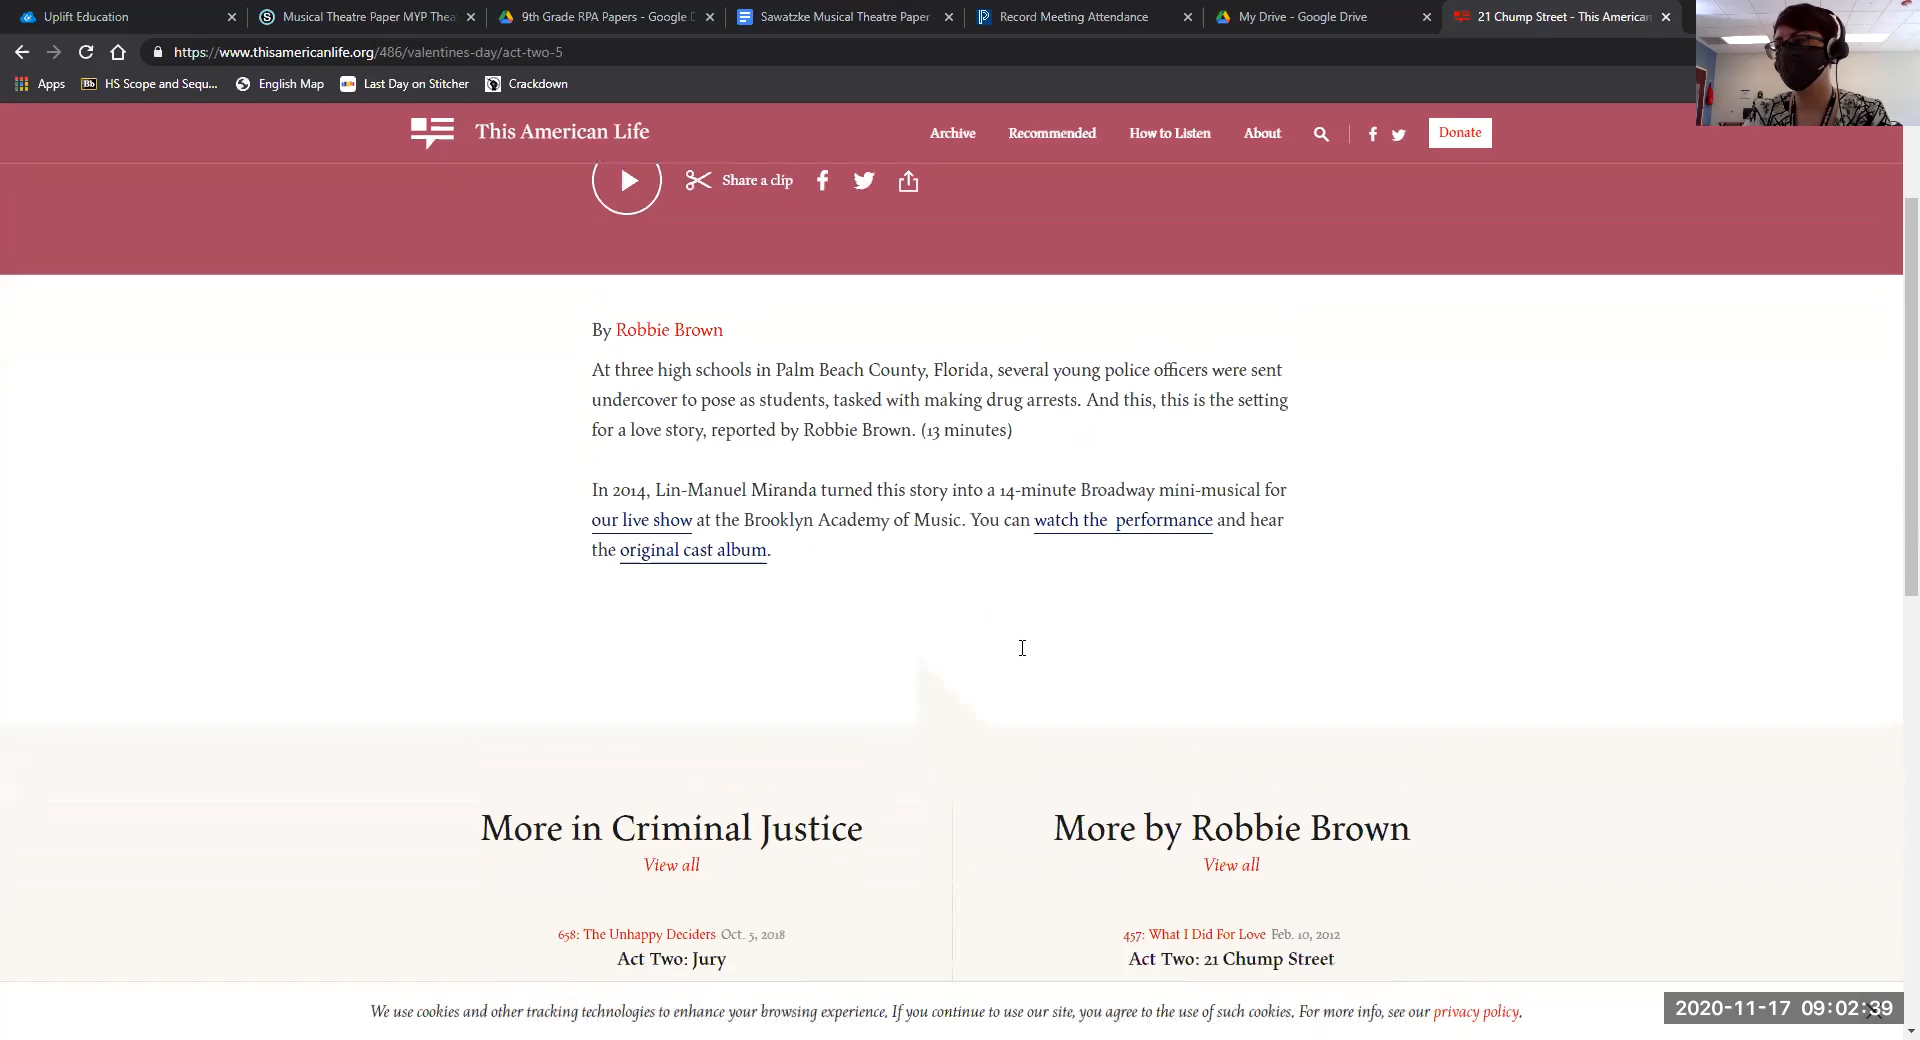 Uplift Education
Musical Theatre Paper MYP Thea
9th Grade RPA Papers - Google D
Sawatzke Musical Theatre Paper
Record Meeting Attendance
My Drive - Google Drive
21 Chump Street - This American
https://www.thisamericanlife.org/486/valentines-day/act-two-5
Apps
Bb
HS Scope and Sequ...
English Map
Last Day on Stitcher
Crackdown
This American Life
Archive
Recommended
How to Listen
About
Donate
Share a clip
By Robbie Brown
At three high schools in Palm Beach County, Florida, several young police officers were sent
undercover to pose as students, tasked with making drug arrests. And this, this is the setting
for a love story, reported by Robbie Brown. (13 minutes)
In 2014, Lin-Manuel Miranda turned this story into a 14-minute Broadway mini-musical for
our live show at the Brooklyn Academy of Music. You can watch the performance and hear
the original cast album.
More in Criminal Justice
View all
658: The Unhappy Deciders Oct. 5, 2018
Act Two: Jury
More by Robbie Brown
View all
457: What I Did For Love Feb. 10, 2012
Act Two: 21 Chump Street
We use cookies and other tracking technologies to enhance your browsing experience. If you continue to use our site, you agree to the use of such cookies. For more info, see our privacy policy.
2020-11-17 09:02:39